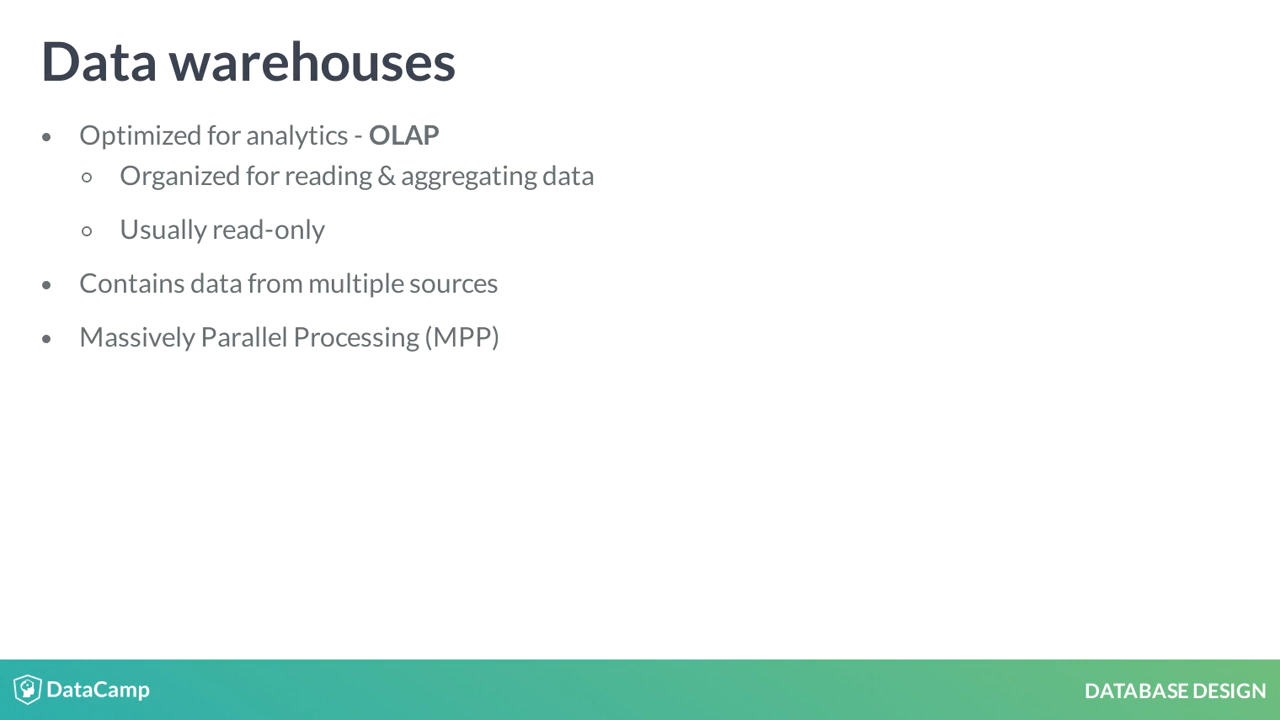 Data warehouses
• Optimized for analytics - OLAP
○ Organized for reading & aggregating data
○ Usually read-only
• Contains data from multiple sources
• Massively Parallel Processing (MPP)
DataCamp
DATABASE DESIGN